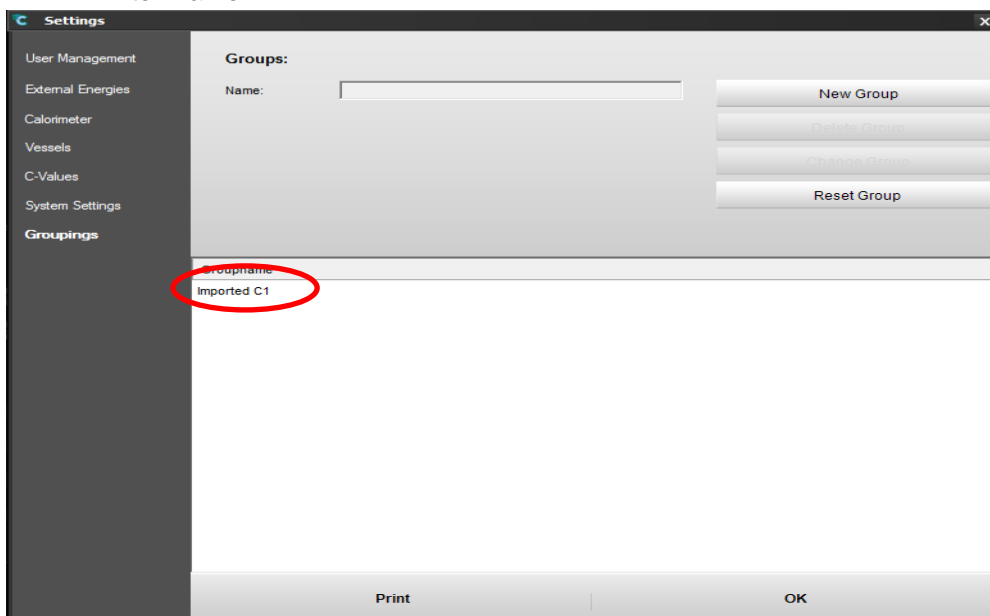 Settings
X
User Management
External Energies
Calorimeter
Vessels
C-Values
System Settings
Groupings
Groups:
Name:
New Group
Delete Group
Change Group
Reset Group
Groupname
Imported C1
Print
OK